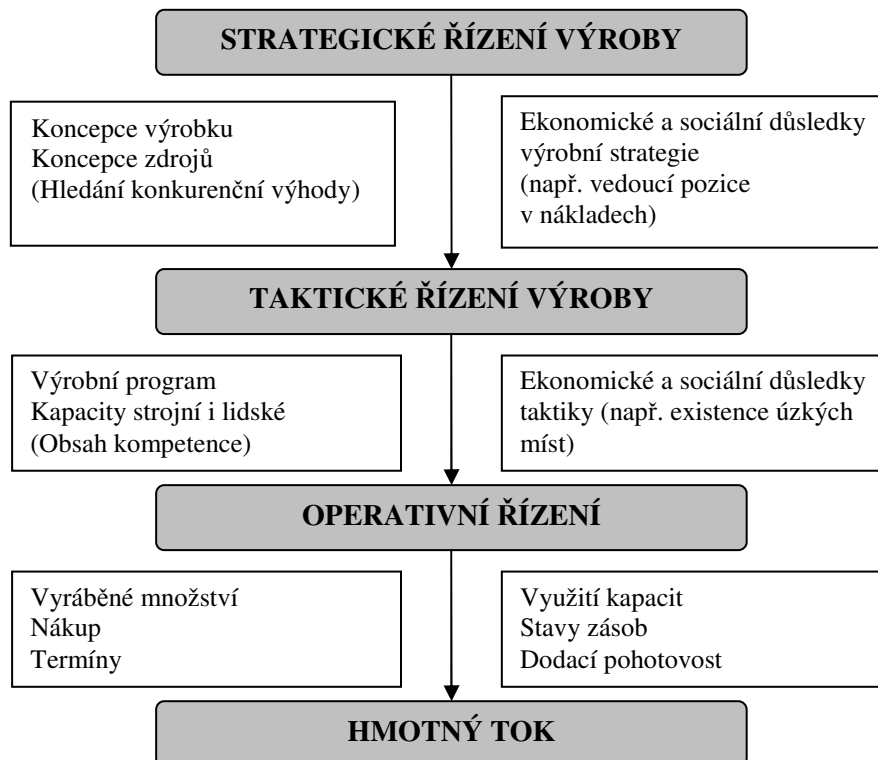 STRATEGICKÉ ŘÍZENÍ VÝROBY
Koncepce výrobku
Koncepce zdrojů
(Hledání konkurenční výhody)
Ekonomické a sociální důsledky
výrobní strategie
(např. vedoucí pozice
v nákladech)
TAKTICKÉ ŘÍZENÍ VÝROBY
Výrobní program
Kapacity strojní i lidské
(Obsah kompetence)
Ekonomické a sociální důsledky
taktiky (např. existence úzkých
míst)
OPERATIVNÍ ŘÍZENÍ
Vyráběné množství
Nákup
Termíny
Využití kapacit
Stavy zásob
Dodací pohotovost
HMOTNÝ TOK